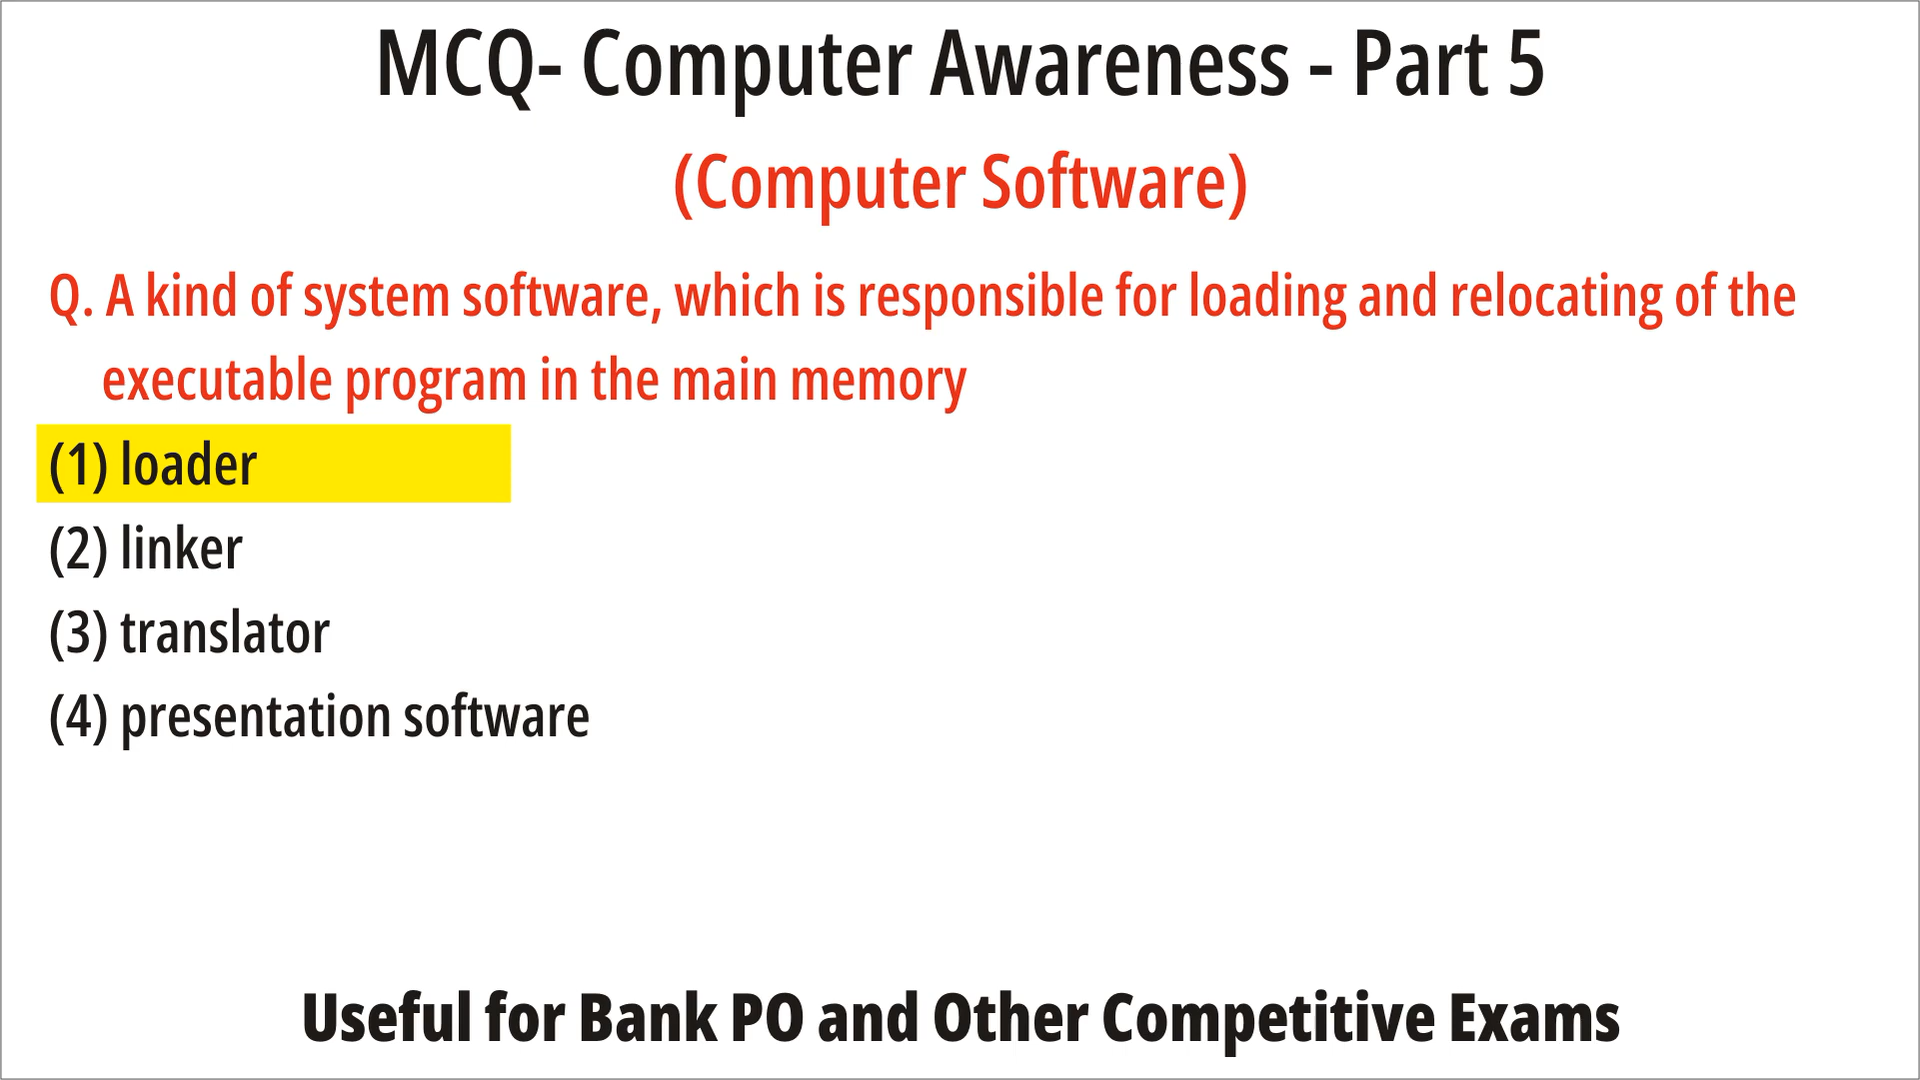 MCQ- Computer Awareness - Part 5
(Computer Software)
Q. A kind of system software, which is responsible for loading and relocating of the
executable program in the main memory
(1) loader
(2) linker
(3) translator
(4) presentation software
Useful for Bank PO and Other Competitive Exams